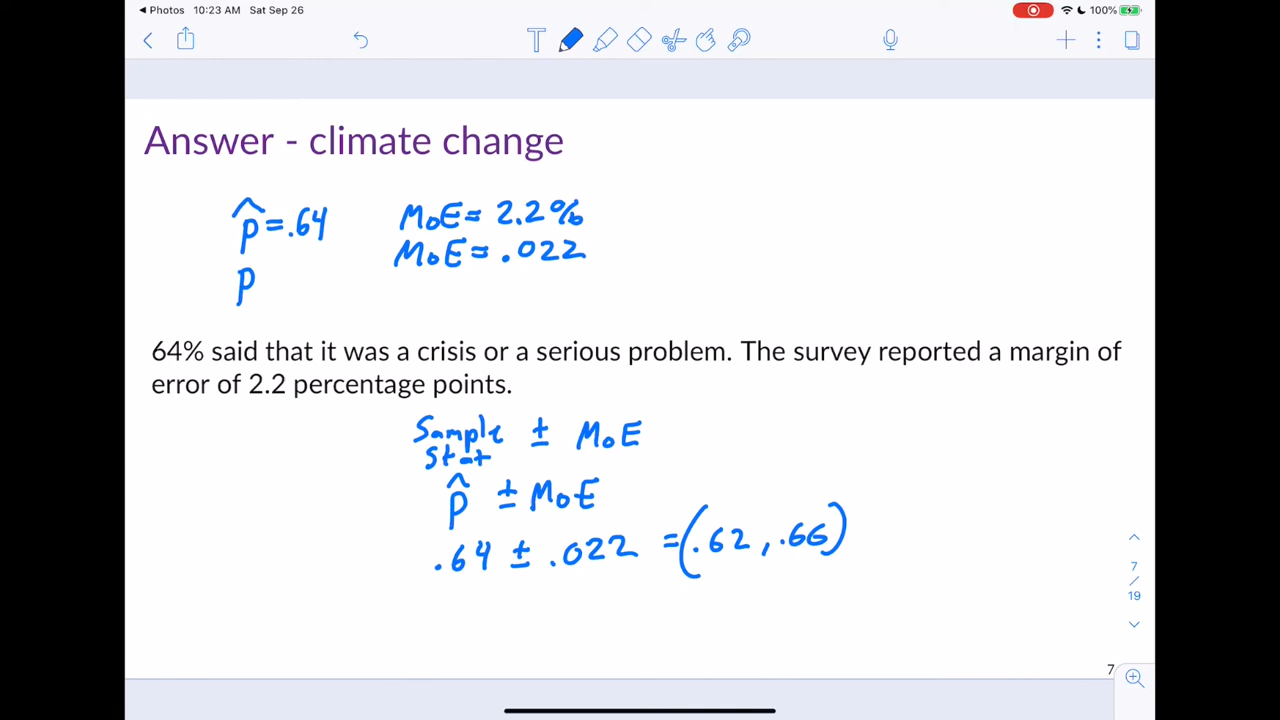 Photos 10:23 AM Sat Sep 26 100%
T
Answer - climate change
p̂ = .64 MoE = 2.2%
p MoE = .022
64% said that it was a crisis or a serious problem. The survey reported a margin of
error of 2.2 percentage points.
Sample ± MoE
Stat
p̂ ± MoE
.64 ± .022 = (.62, .66)
7
/
19
7